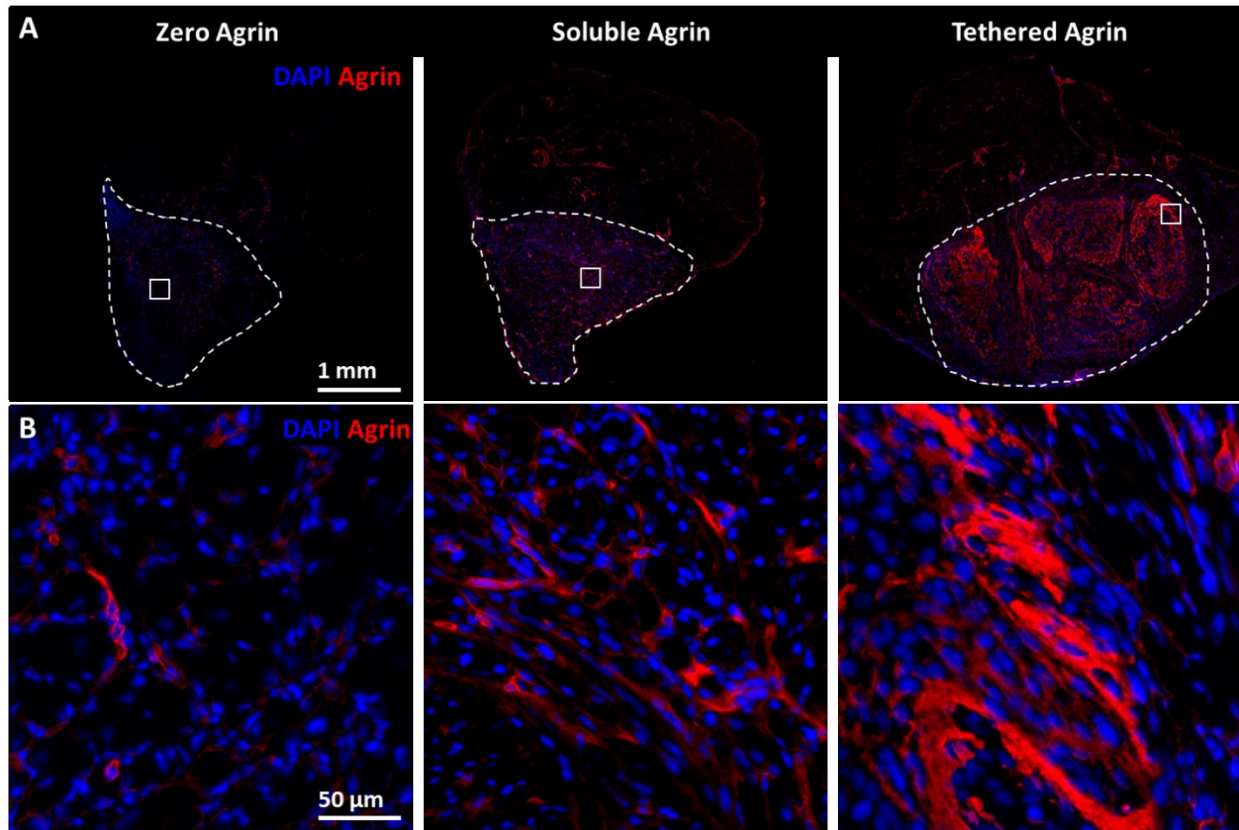 A
Zero Agrin
Soluble Agrin
Tethered Agrin
DAPI Agrin
1 mm
B
DAPI Agrin
50 µm